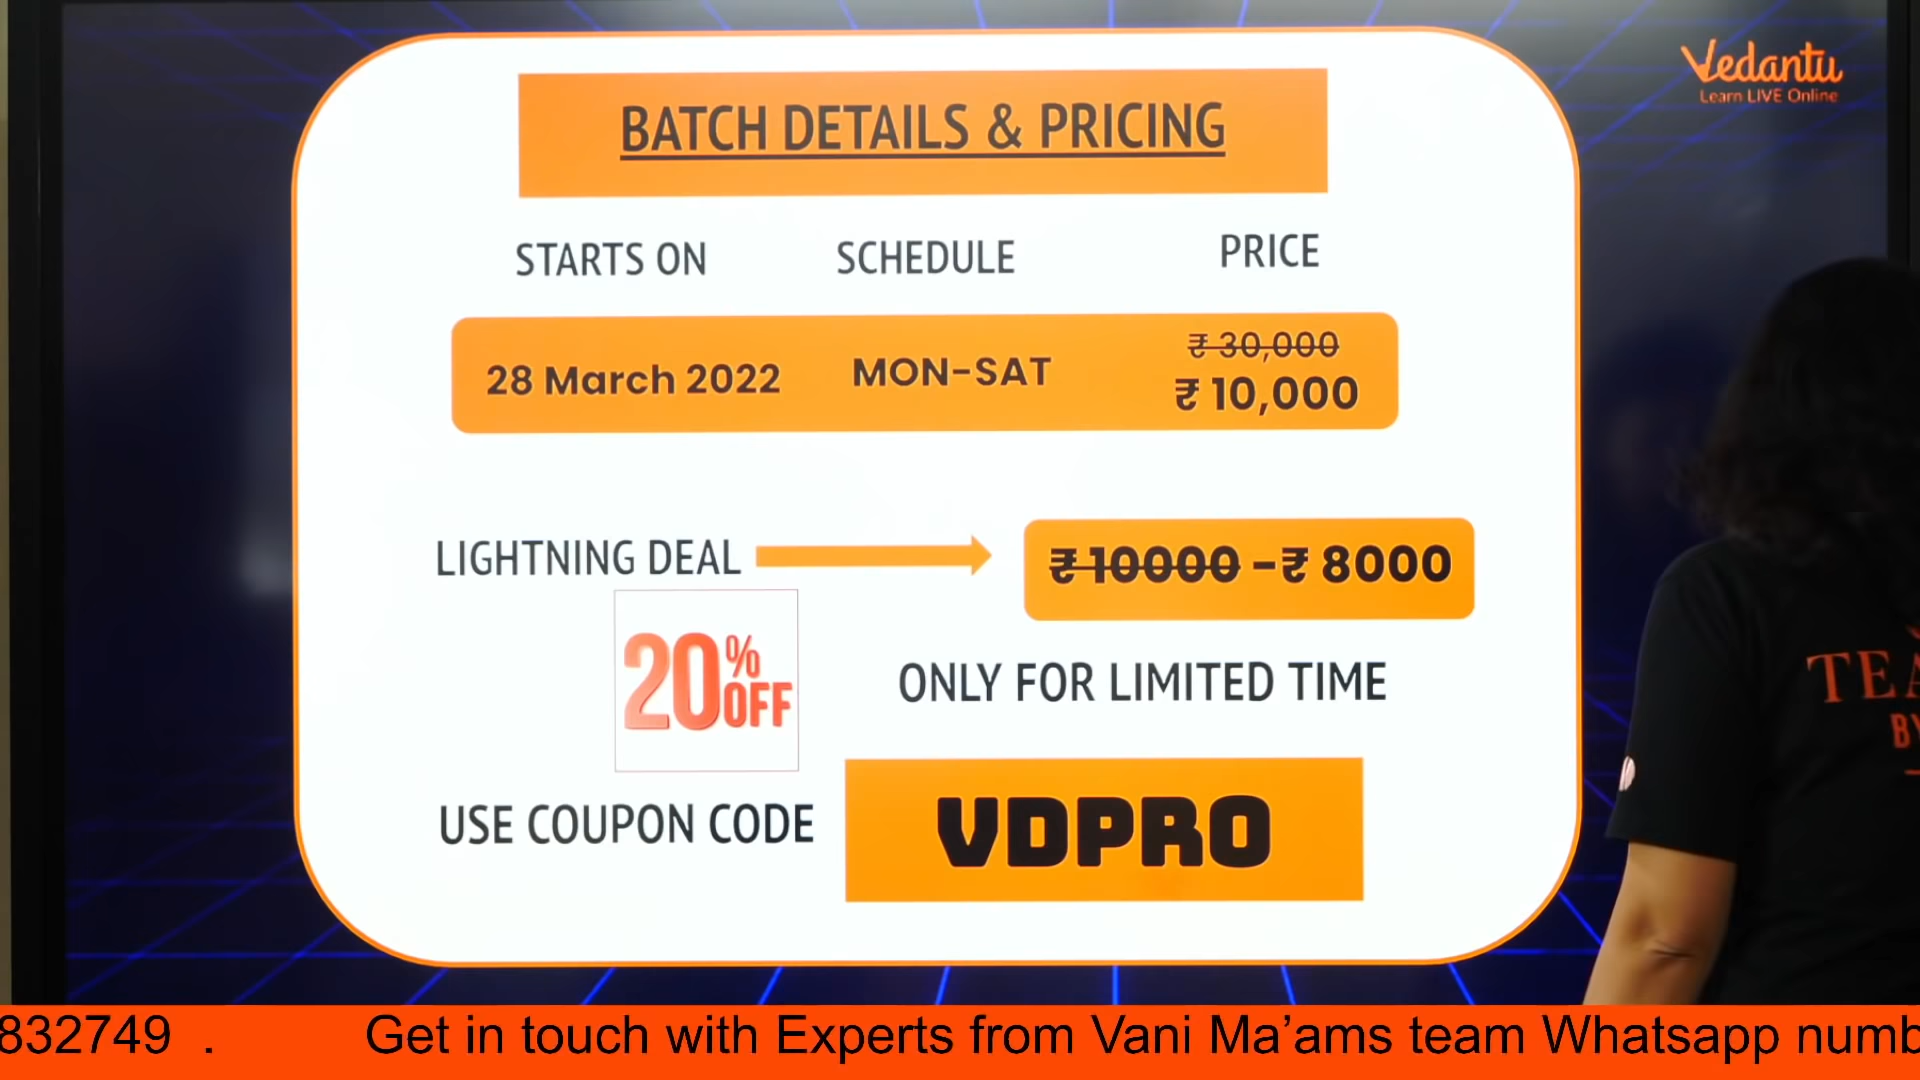 Vedantu
Learn LIVE Online
BATCH DETAILS & PRICING
STARTS ON SCHEDULE PRICE
28 March 2022 MON-SAT ₹ 30,000
₹ 10,000
LIGHTNING DEAL ₹ 10000 -₹ 8000
20% OFF
ONLY FOR LIMITED TIME
USE COUPON CODE VDPRO
832749 . Get in touch with Experts from Vani Ma’ams team Whatsapp numb